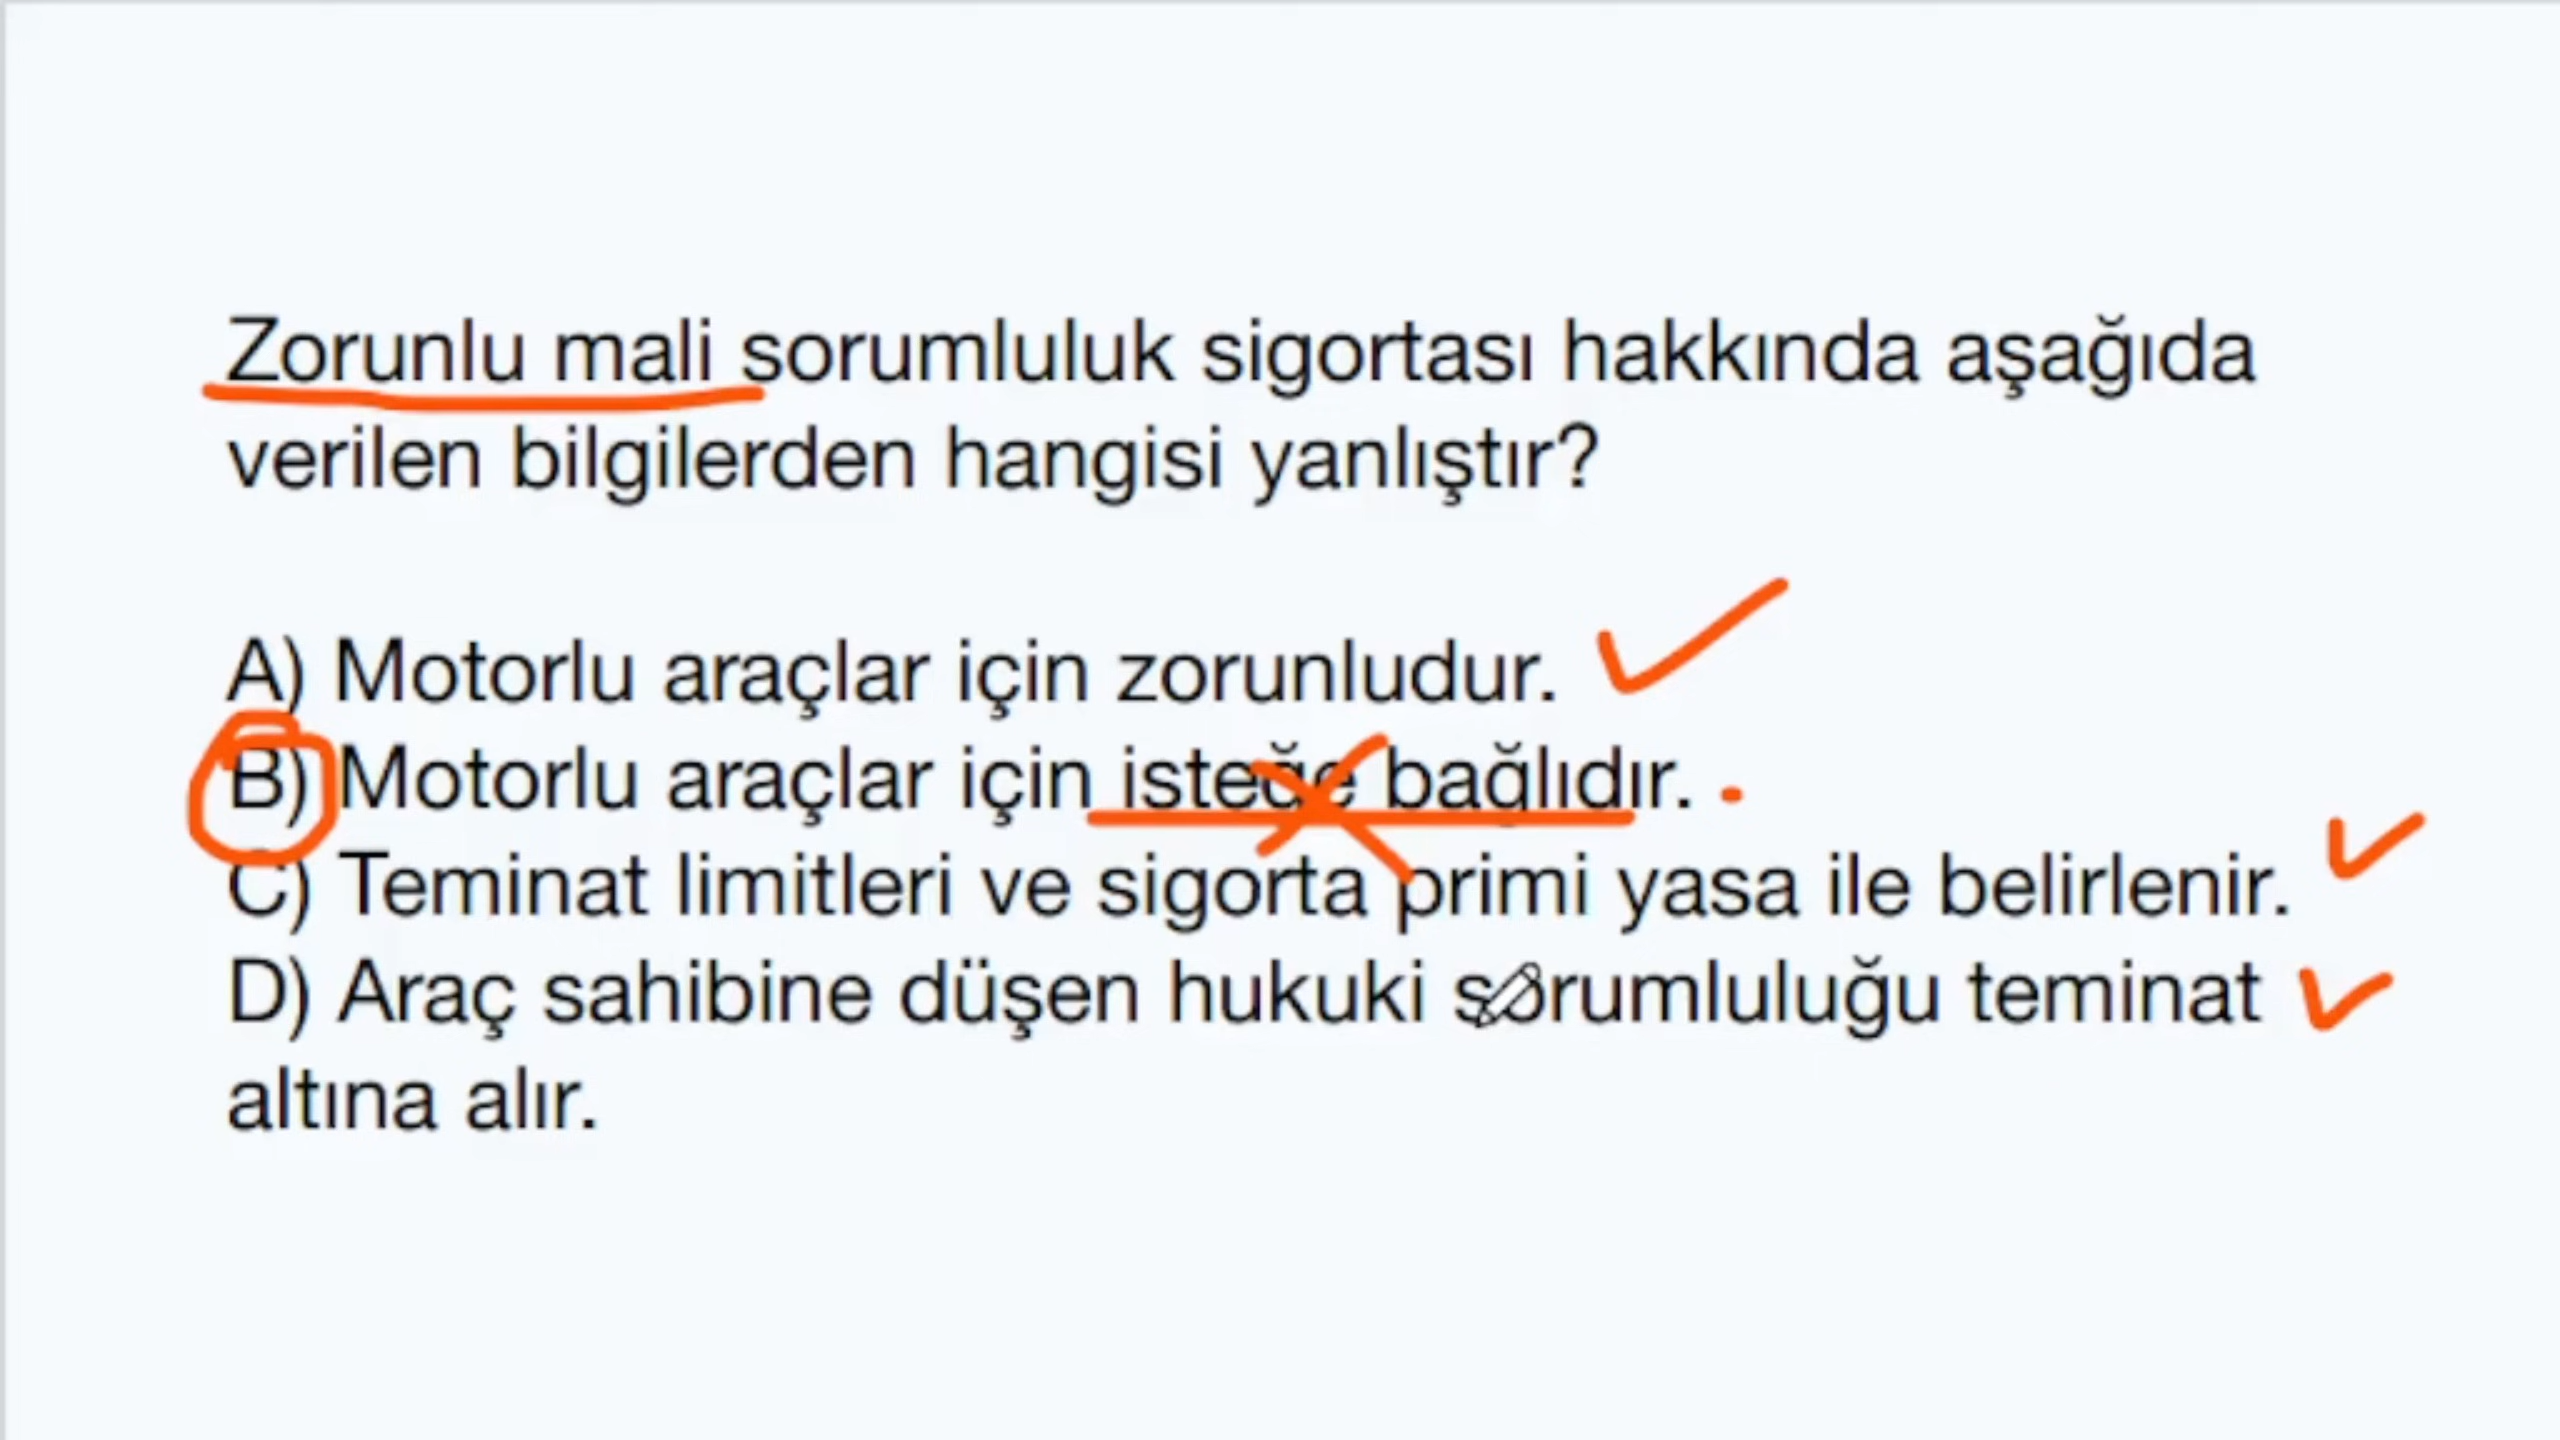 Zorunlu mali sorumluluk sigortası hakkında aşağıda
verilen bilgilerden hangisi yanlıştır?
A) Motorlu araçlar için zorunludur.
B) Motorlu araçlar için isteğe bağlıdır.
C) Teminat limitleri ve sigorta primi yasa ile belirlenir.
D) Araç sahibine düşen hukuki sorumluluğu teminat
altına alır.